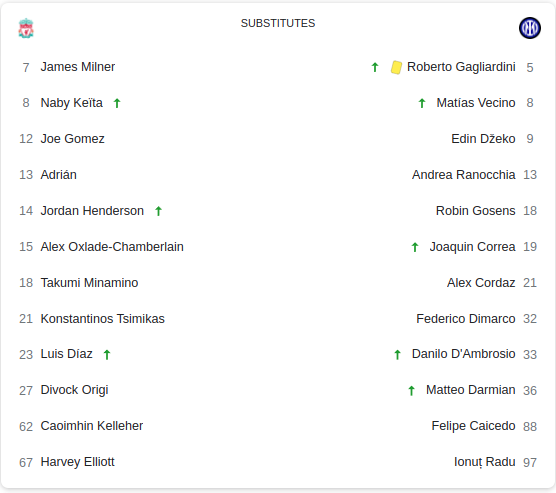 SUBSTITUTES
7 James Milner Roberto Gagliardini 5
8 Naby Keïta Matías Vecino 8
12 Joe Gomez Edin Džeko 9
13 Adrián Andrea Ranocchia 13
14 Jordan Henderson Robin Gosens 18
15 Alex Oxlade-Chamberlain Joaquin Correa 19
18 Takumi Minamino Alex Cordaz 21
21 Konstantinos Tsimikas Federico Dimarco 32
23 Luis Díaz Danilo D'Ambrosio 33
27 Divock Origi Matteo Darmian 36
62 Caoimhin Kelleher Felipe Caicedo 88
67 Harvey Elliott Ionuț Radu 97